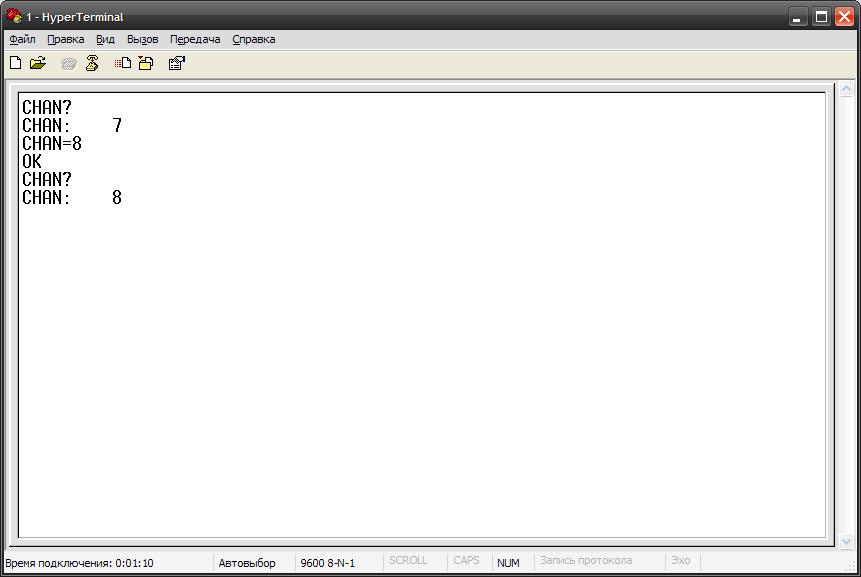 1 - HyperTerminal
Файл Правка Вид Вызов Передача Справка
CHAN?
CHAN:    7
CHAN=8
OK
CHAN?
CHAN:    8
Время подключения: 0:01:10 Автовыбор 9600 8-N-1 SCROLL CAPS NUM Запись протокола Эхо